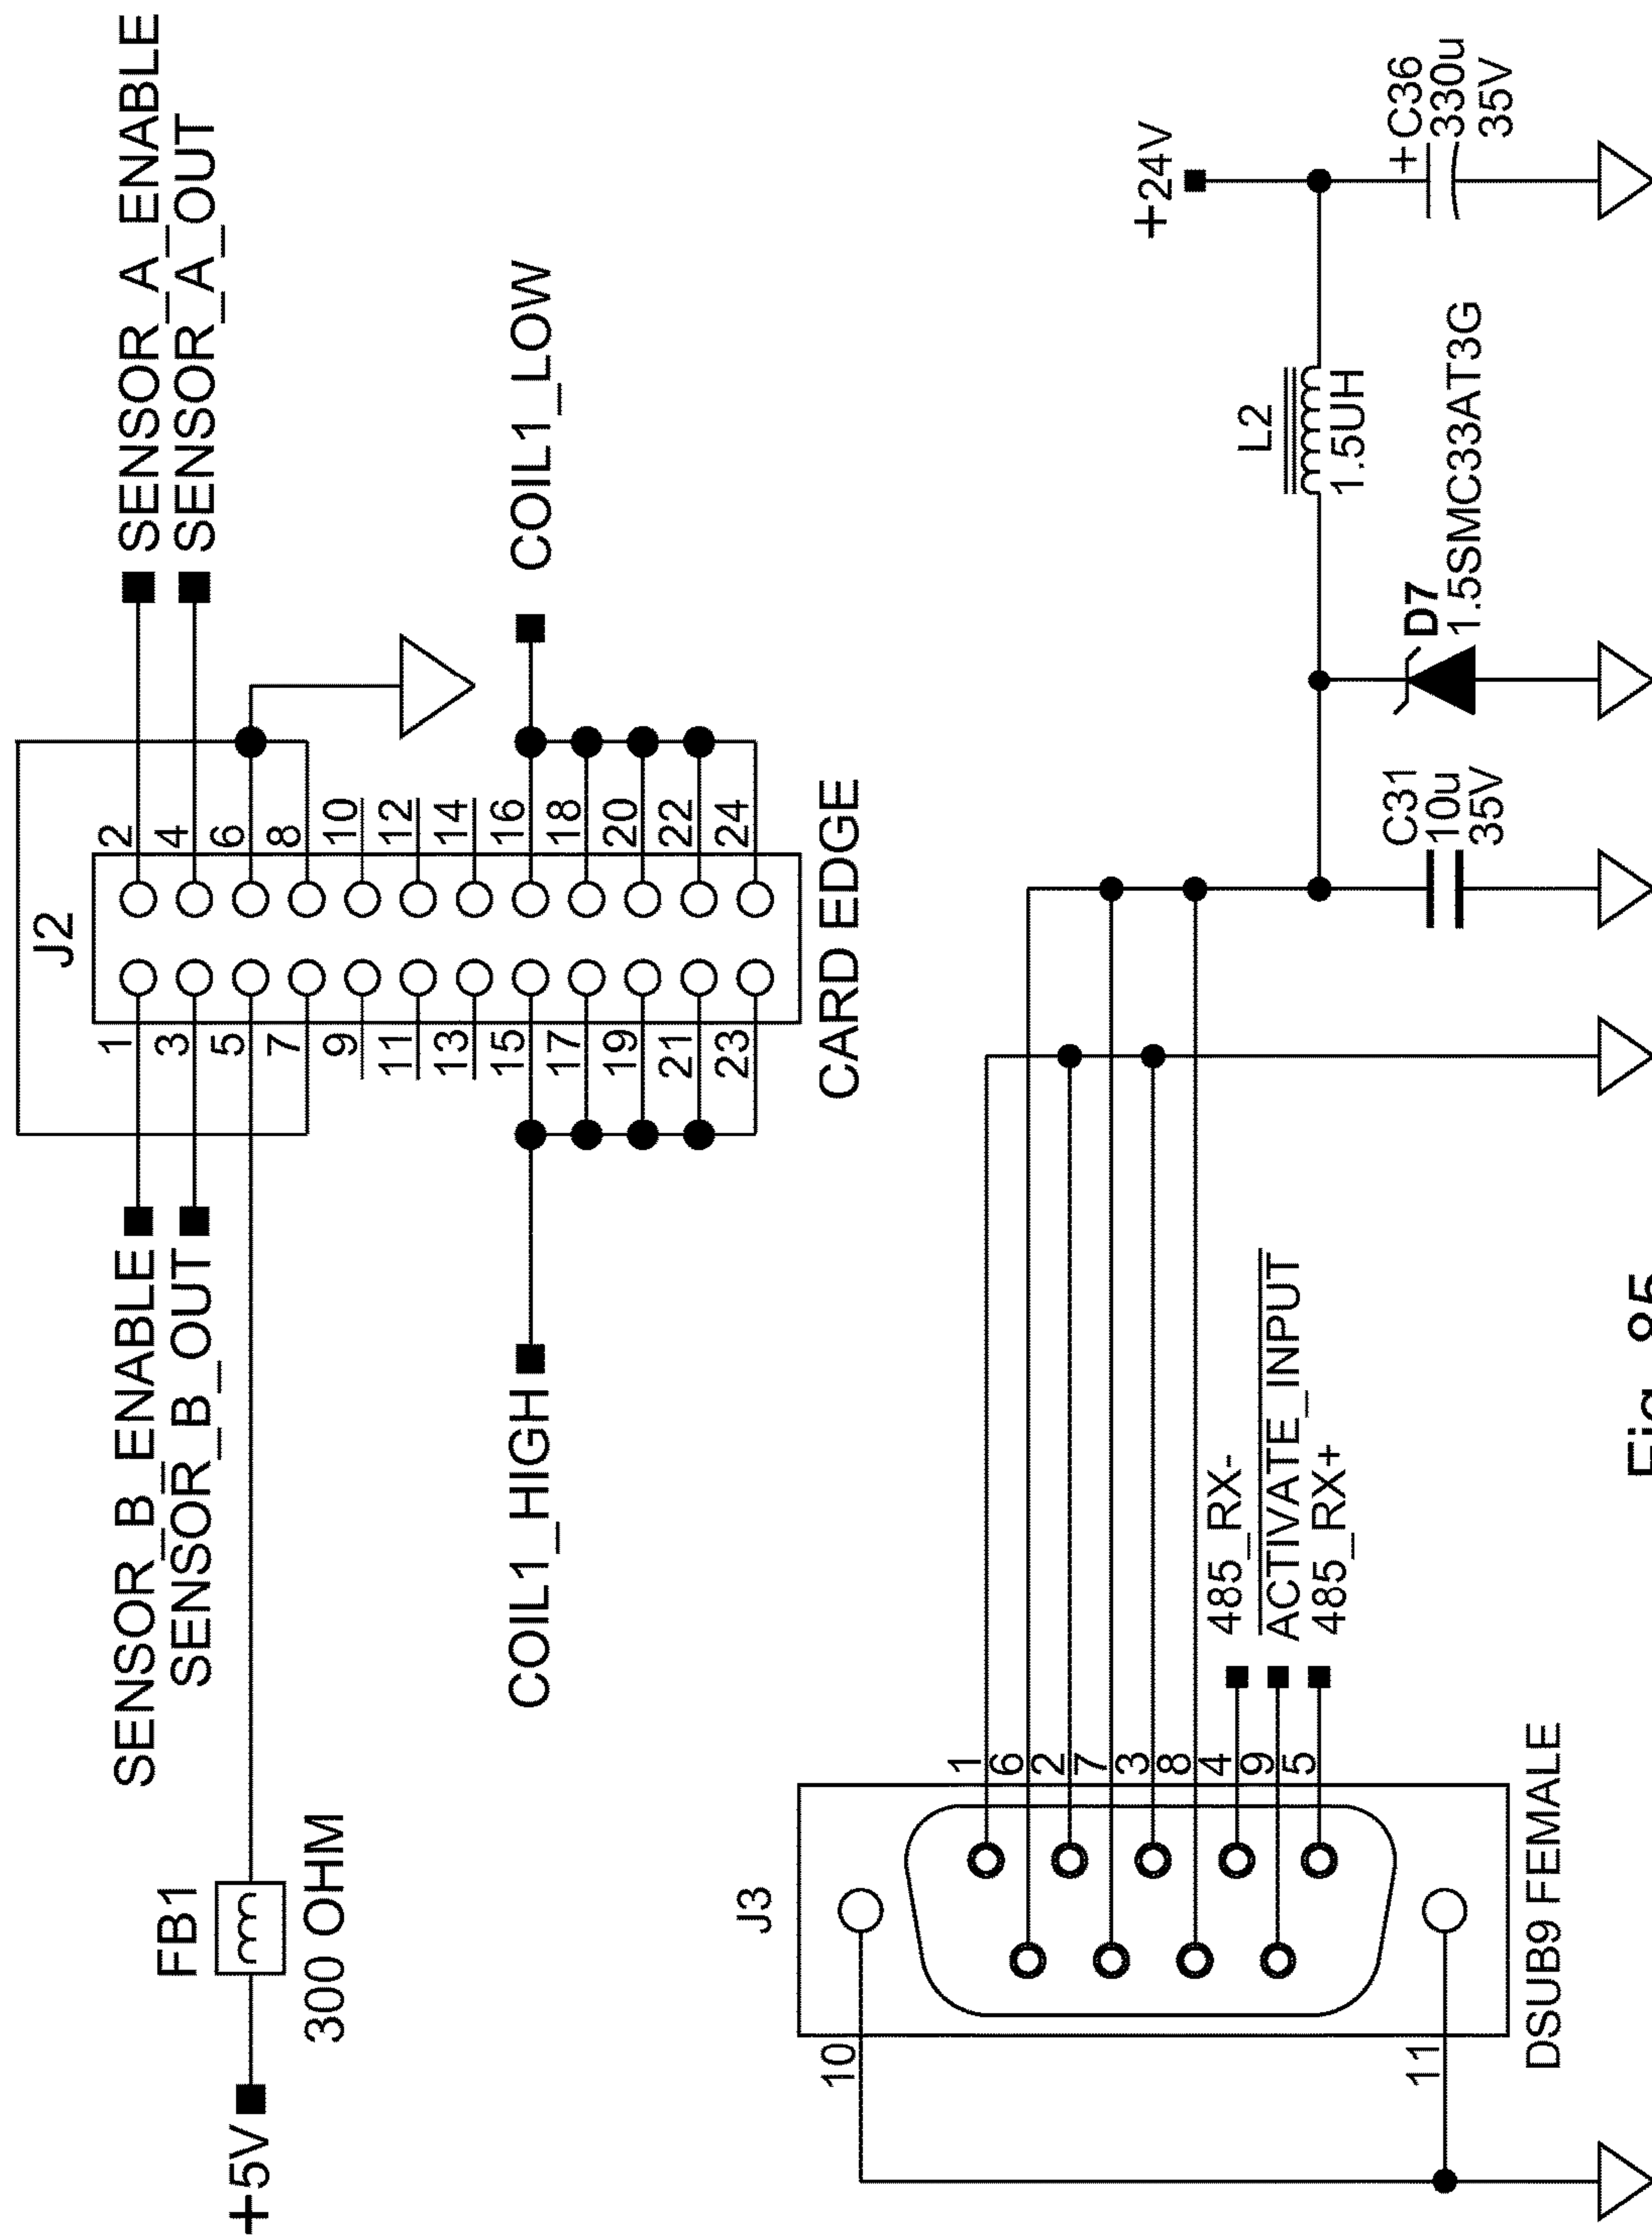 SENSOR_B_ENABLE
SENSOR_B_OUT
+5V
FB1
300 OHM
COIL1_HIGH
J2
1
3
5
7
9
11
13
15
17
19
21
23
2
4
6
8
10
12
14
16
18
20
22
24
CARD EDGE
SENSOR_A_ENABLE
SENSOR_A_OUT
COIL1_LOW
J3
10
11
1
6
2
7
3
8
4
9
5
DSUB9 FEMALE
485_RX-
ACTIVATE_INPUT
485_RX+
C31
10u
35V
D7
1.5SMC33AT3G
L2
1.5UH
+24V
+
C36
330u
35V
Fig. 85